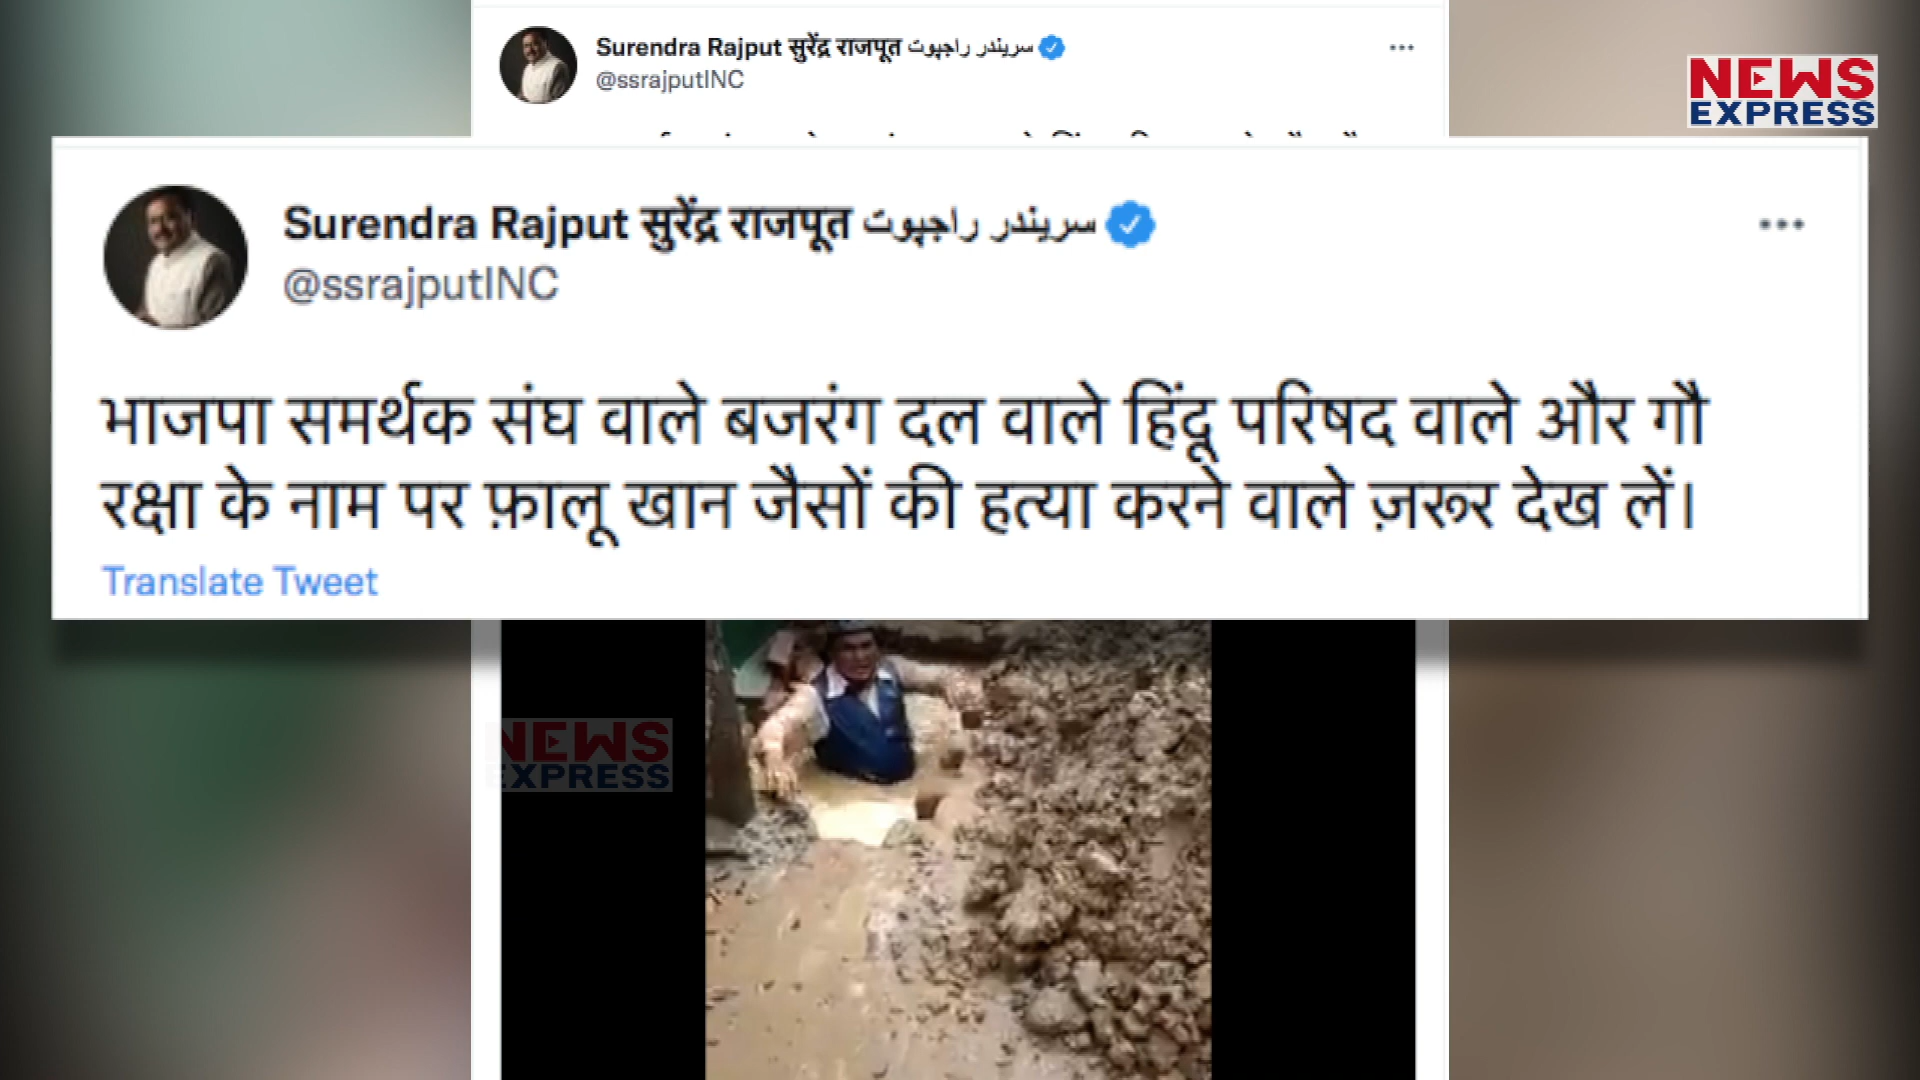 Surendra Rajput सुरेंद्र राजपूत سریندر راجپوت
@ssrajputINC
NEWS
EXPRESS
Surendra Rajput सुरेंद्र राजपूत سریندر راجپوت
@ssrajputINC
भाजपा समर्थक संघ वाले बजरंग दल वाले हिंदू परिषद वाले और गौ
रक्षा के नाम पर फ़ालू खान जैसों की हत्या करने वाले ज़रूर देख लें।
Translate Tweet
NEWS
EXPRESS